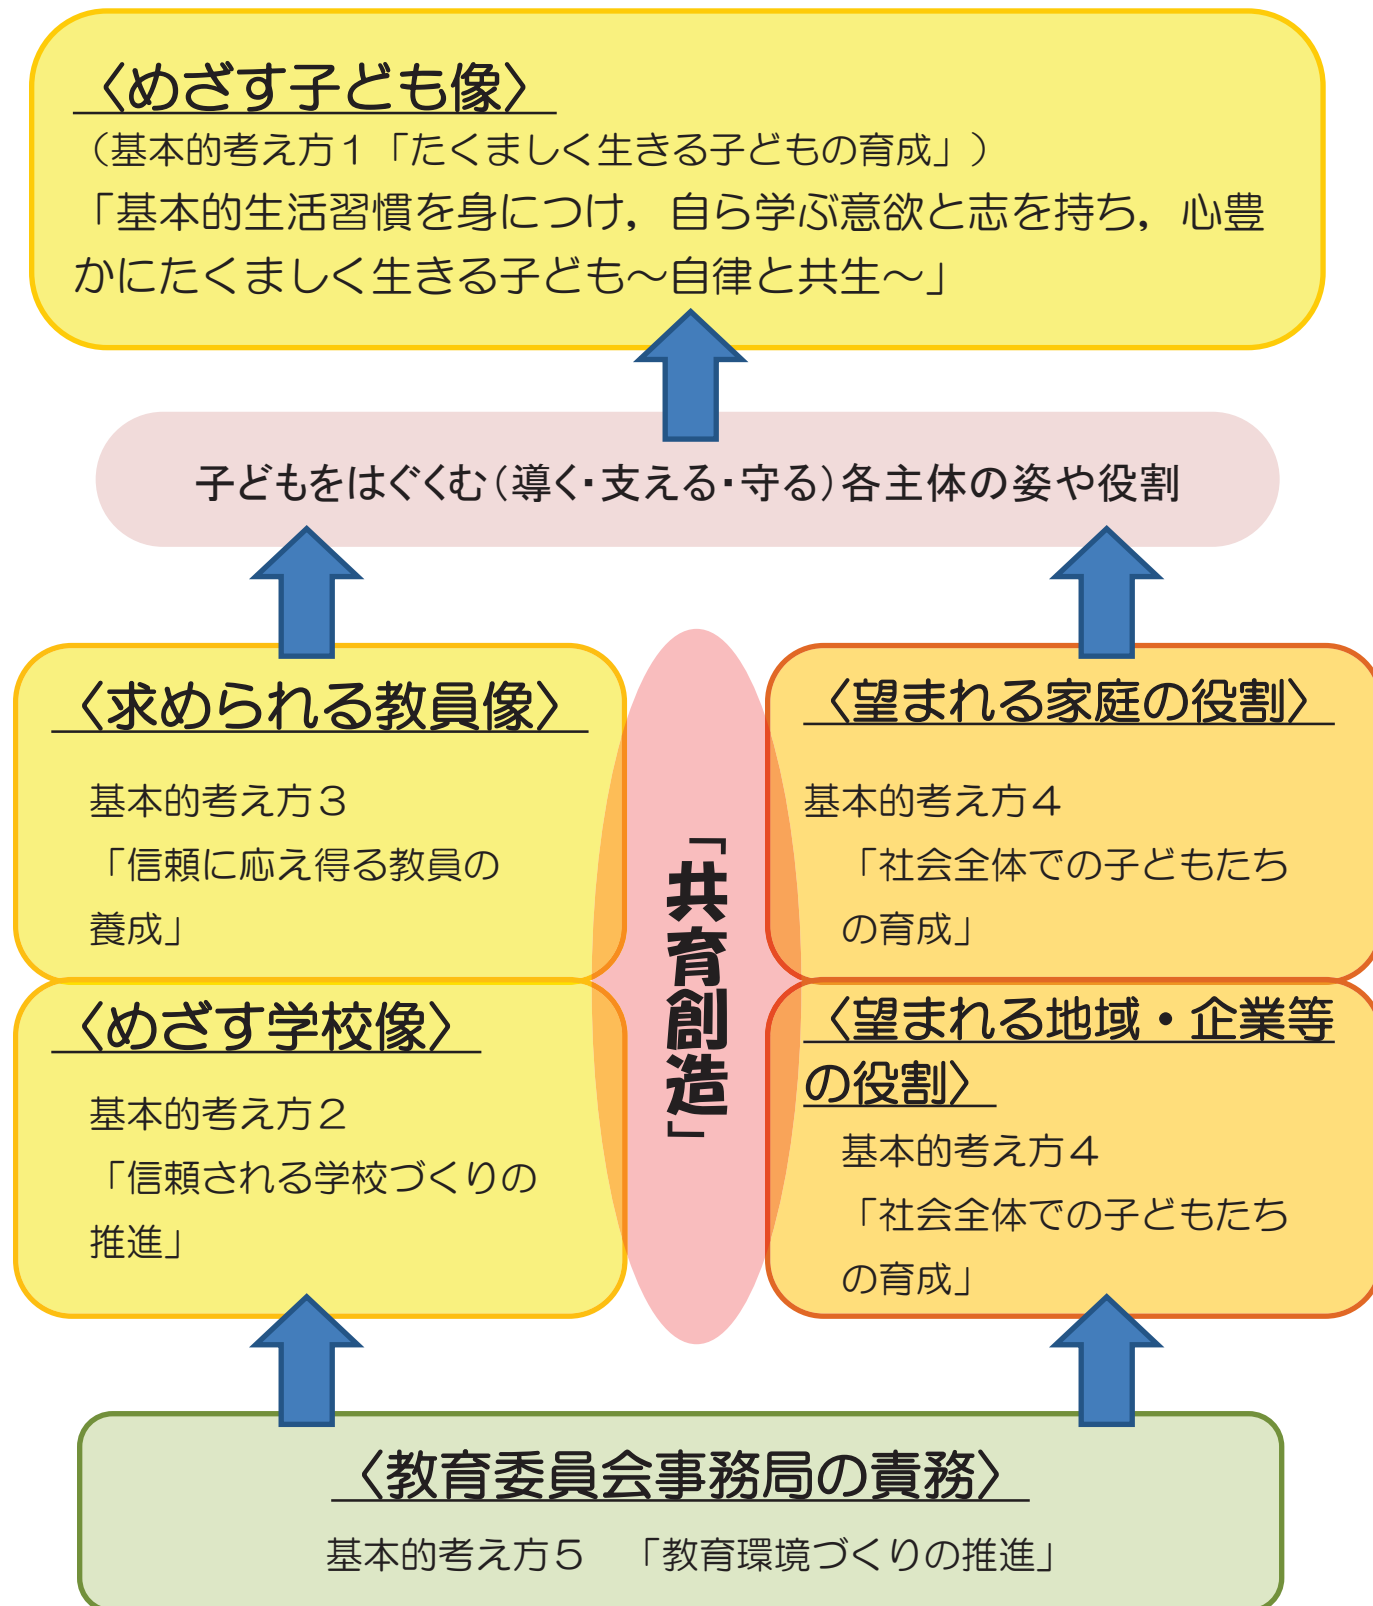 〈めざす子ども像〉
（基本的考え方１「たくましく生きる子どもの育成」）
「基本的生活習慣を身につけ，自ら学ぶ意欲と志を持ち，心豊
かにたくましく生きる子ども～自律と共生～」
子どもをはぐくむ（導く・支える・守る）各主体の姿や役割
〈求められる教員像〉
基本的考え方３
「信頼に応え得る教員の
養成」
〈めざす学校像〉
基本的考え方２
「信頼される学校づくりの
推進」
「共育創造」
〈望まれる家庭の役割〉
基本的考え方４
「社会全体での子どもたち
の育成」
〈望まれる地域・企業等
の役割〉
基本的考え方４
「社会全体での子どもたち
の育成」
〈教育委員会事務局の責務〉
基本的考え方５　「教育環境づくりの推進」